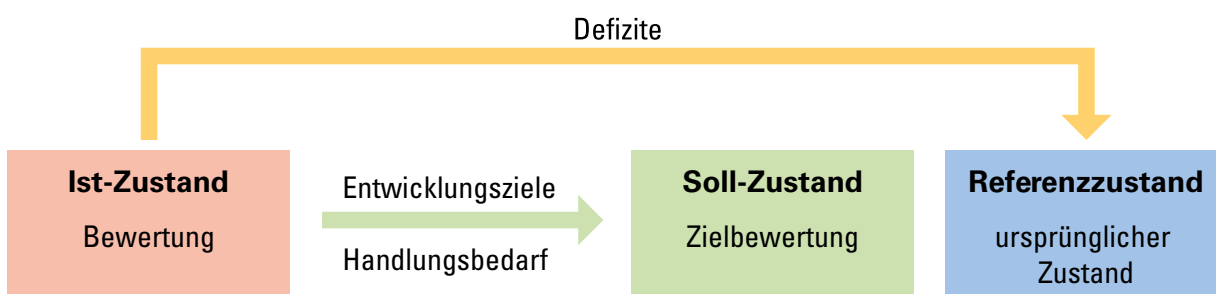 Defizite
Ist-Zustand
Bewertung
Entwicklungsziele
Handlungsbedarf
Soll-Zustand
Zielbewertung
Referenzzustand
ursprünglicher
Zustand